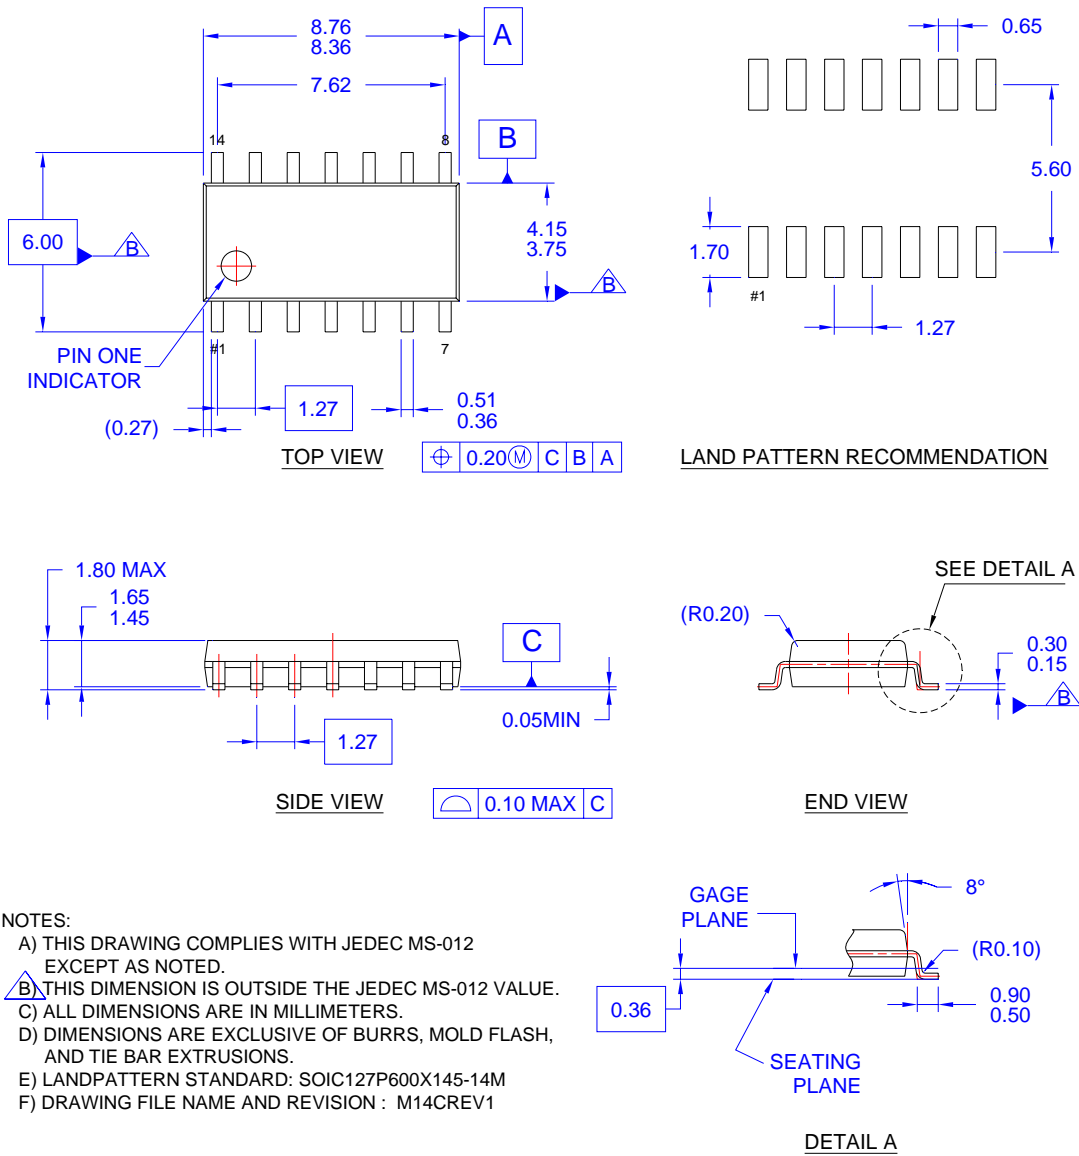 8.76
8.36
A
7.62
14
8
B
6.00
B
4.15
3.75
B
PIN ONE
INDICATOR
#1
7
1.27
(0.27)
0.51
0.36
TOP VIEW
0.20 Ⓜ C B A
0.65
5.60
1.70
#1
1.27
LAND PATTERN RECOMMENDATION
1.80 MAX
1.65
1.45
C
0.05MIN
1.27
SIDE VIEW
0.10 MAX C
SEE DETAIL A
(R0.20)
0.30
0.15
B
END VIEW
NOTES:
A) THIS DRAWING COMPLIES WITH JEDEC MS-012
EXCEPT AS NOTED.
B) THIS DIMENSION IS OUTSIDE THE JEDEC MS-012 VALUE.
C) ALL DIMENSIONS ARE IN MILLIMETERS.
D) DIMENSIONS ARE EXCLUSIVE OF BURRS, MOLD FLASH,
AND TIE BAR EXTRUSIONS.
E) LANDPATTERN STANDARD: SOIC127P600X145-14M
F) DRAWING FILE NAME AND REVISION : M14CREV1
GAGE
PLANE
8°
(R0.10)
0.36
0.90
0.50
SEATING
PLANE
DETAIL A